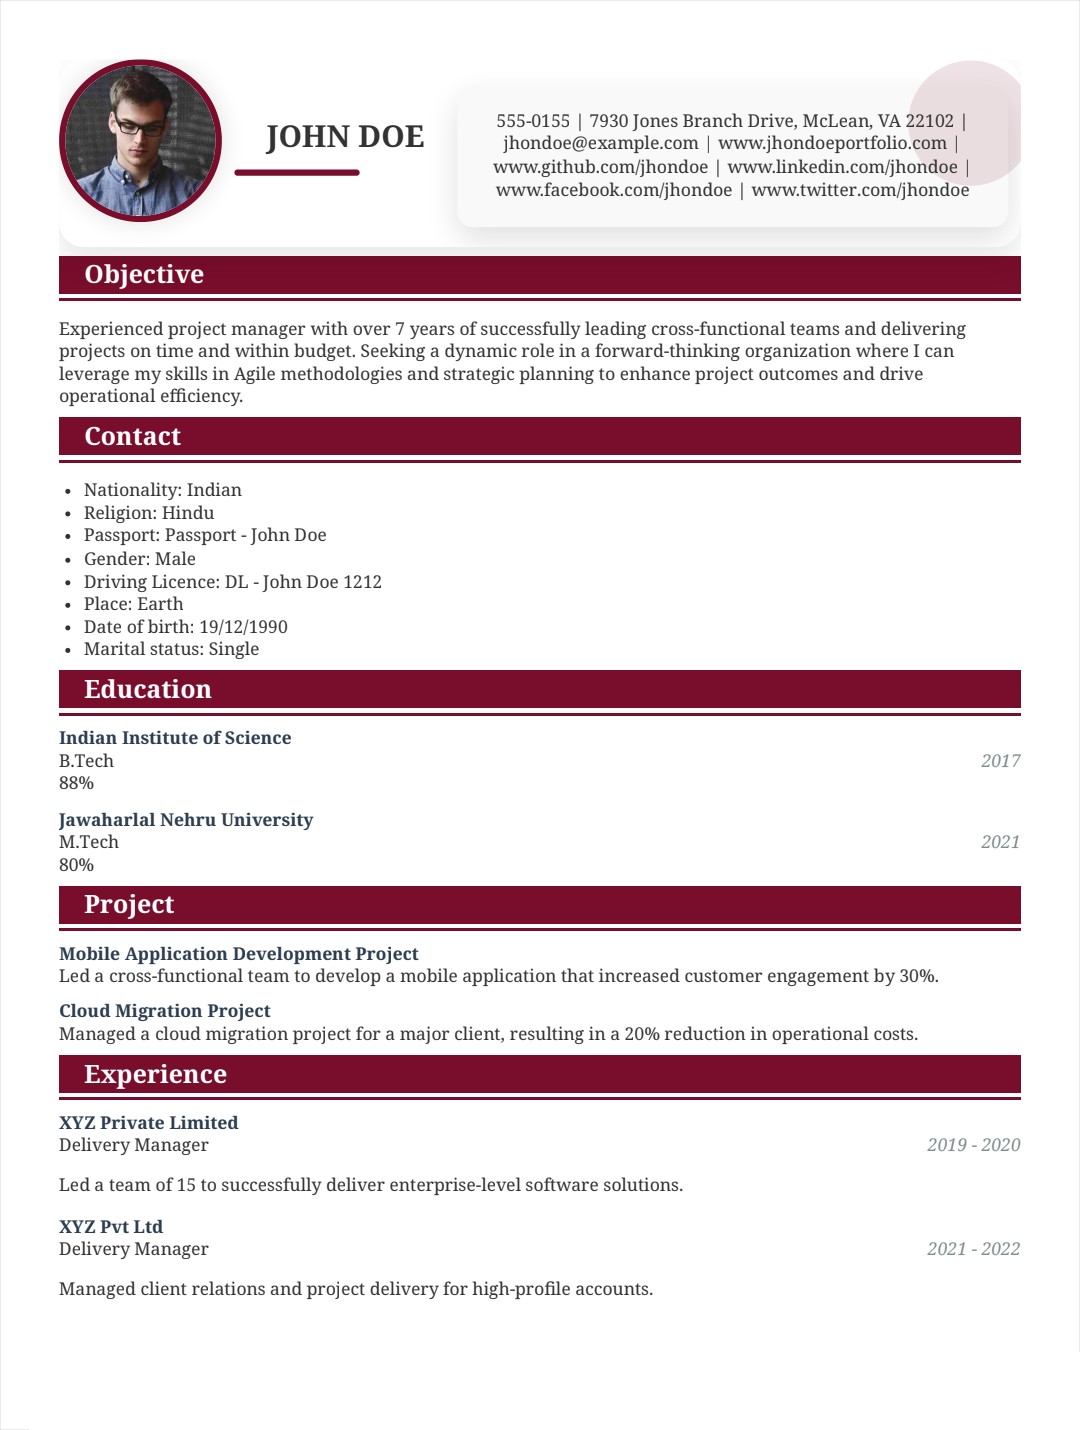 JOHN DOE
555-0155 | 7930 Jones Branch Drive, McLean, VA 22102 |
jhondoe@example.com | www.jhondoeportfolio.com |
www.github.com/jhondoe | www.linkedin.com/jhondoe |
www.facebook.com/jhondoe | www.twitter.com/jhondoe
Objective
Experienced project manager with over 7 years of successfully leading cross-functional teams and delivering
projects on time and within budget. Seeking a dynamic role in a forward-thinking organization where I can
leverage my skills in Agile methodologies and strategic planning to enhance project outcomes and drive
operational efficiency.
Contact
• Nationality: Indian
• Religion: Hindu
• Passport: Passport - John Doe
• Gender: Male
• Driving Licence: DL - John Doe 1212
• Place: Earth
• Date of birth: 19/12/1990
• Marital status: Single
Education
Indian Institute of Science
B.Tech 2017
88%
Jawaharlal Nehru University
M.Tech 2021
80%
Project
Mobile Application Development Project
Led a cross-functional team to develop a mobile application that increased customer engagement by 30%.
Cloud Migration Project
Managed a cloud migration project for a major client, resulting in a 20% reduction in operational costs.
Experience
XYZ Private Limited
Delivery Manager 2019 - 2020
Led a team of 15 to successfully deliver enterprise-level software solutions.
XYZ Pvt Ltd
Delivery Manager 2021 - 2022
Managed client relations and project delivery for high-profile accounts.